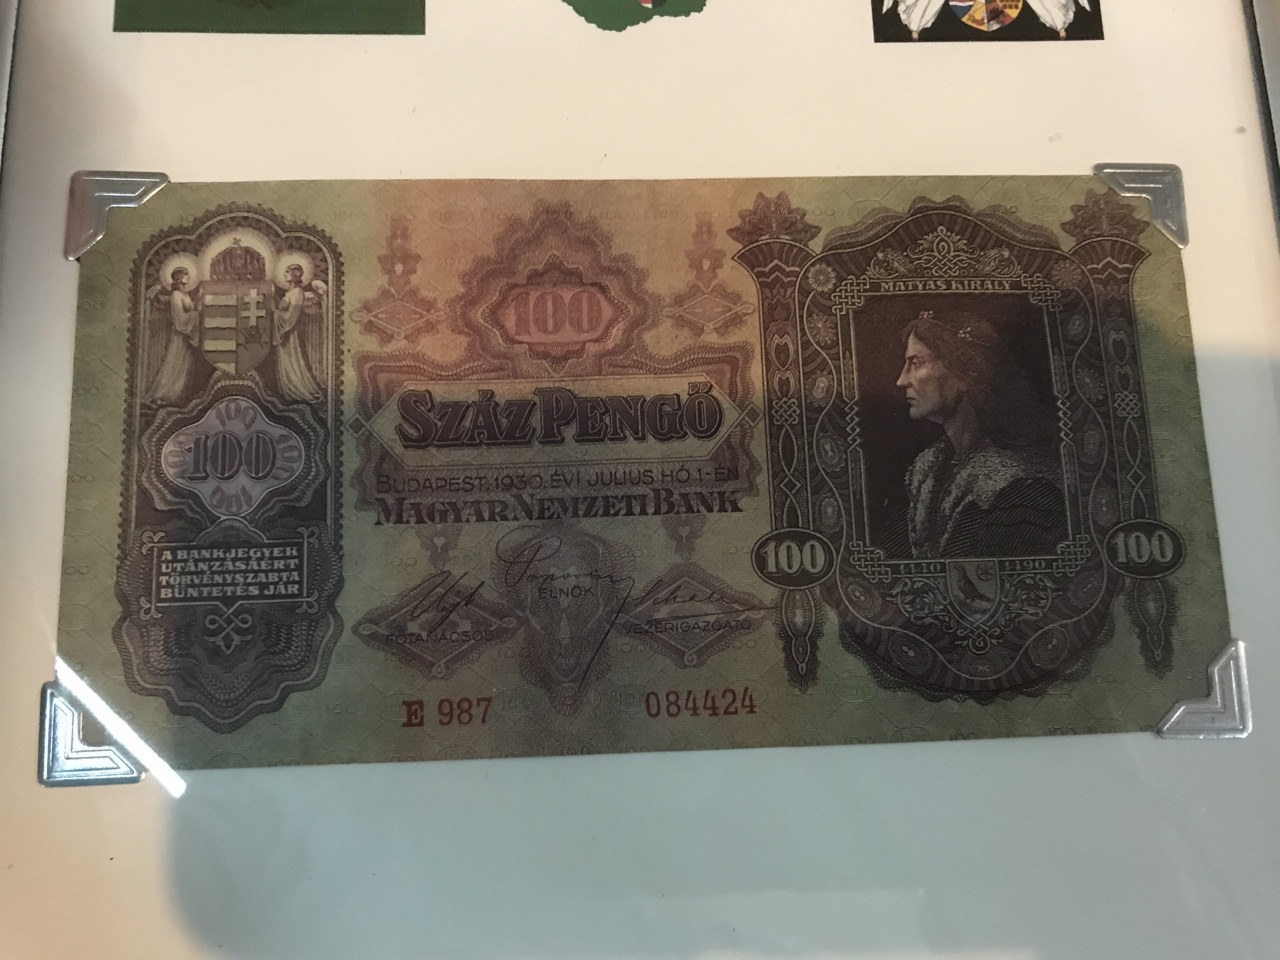 100
MÁTYÁS KIRÁLY
SZÁZ PENGŐ
100
BUDAPEST, 1930. ÉVI JULIUS HÓ 1-ÉN
MAGYAR NEMZETI BANK
A BANKJEGYEK
UTÁNZÁSAÉRT
TÖRVÉNYSZABTA
BÜNTETÉS JÁR
100
100
1440 1490
ELNÖK
FŐTANÁCSOS
VEZÉRIGAZGATÓ
E 987
084424